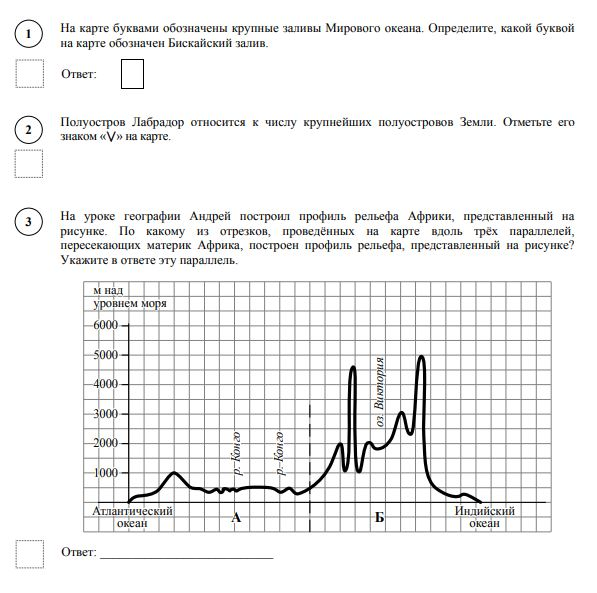 1
На карте буквами обозначены крупные заливы Мирового океана. Определите, какой буквой
на карте обозначен Бискайский залив.
Ответ:
2
Полуостров Лабрадор относится к числу крупнейших полуостровов Земли. Отметьте его
знаком «V» на карте.
3
На уроке географии Андрей построил профиль рельефа Африки, представленный на
рисунке. По какому из отрезков, проведённых на карте вдоль трёх параллелей,
пересекающих материк Африка, построен профиль рельефа, представленный на рисунке?
Укажите в ответе эту параллель.
м над
уровнем моря
6000
5000
4000
3000
2000
1000
р. Конго
р. Конго
оз. Виктория
Атлантический
океан
А
Б
Индийский
океан
Ответ: